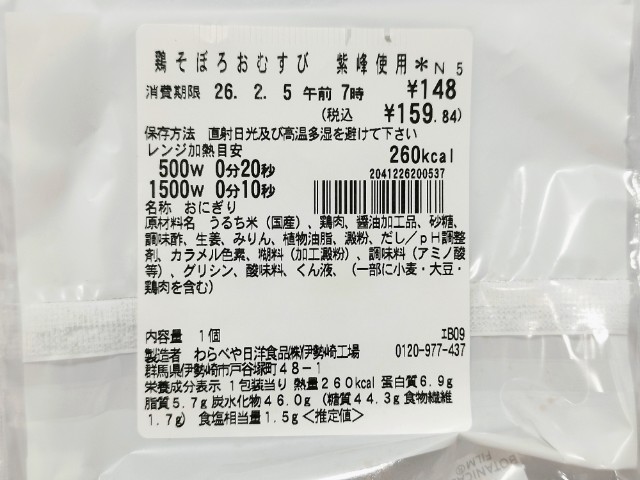 鶏そぼろおむすび 紫峰使用*N5
消費期限 26. 2. 5 午前 7時 ¥148
(税込 ¥159.84)
保存方法 直射日光及び高温多湿を避けて下さい
レンジ加熱目安 260kcal
500W 0分20秒 2041226200537
1500W 0分10秒
名称 おにぎり
原材料名 うるち米(国産)、鶏肉、醤油加工品、砂糖、
調味酢、生姜、みりん、植物油脂、澱粉、だし/pH調整
剤、カラメル色素、糊料(加工澱粉)、調味料(アミノ酸
等)、グリシン、酸味料、くん液、(一部に小麦・大豆・
鶏肉を含む)
内容量 1個 IB09
製造者 わらべや日洋食品㈱伊勢崎工場 0120-977-437
群馬県伊勢崎市戸谷塚町48-1
栄養成分表示 1包装当り 熱量260kcal 蛋白質6.9g
脂質5.7g 炭水化物46.0g (糖質44.3g 食物繊維
1.7g) 食塩相当量1.5g<推定値>
BOTANICAL
FILM®